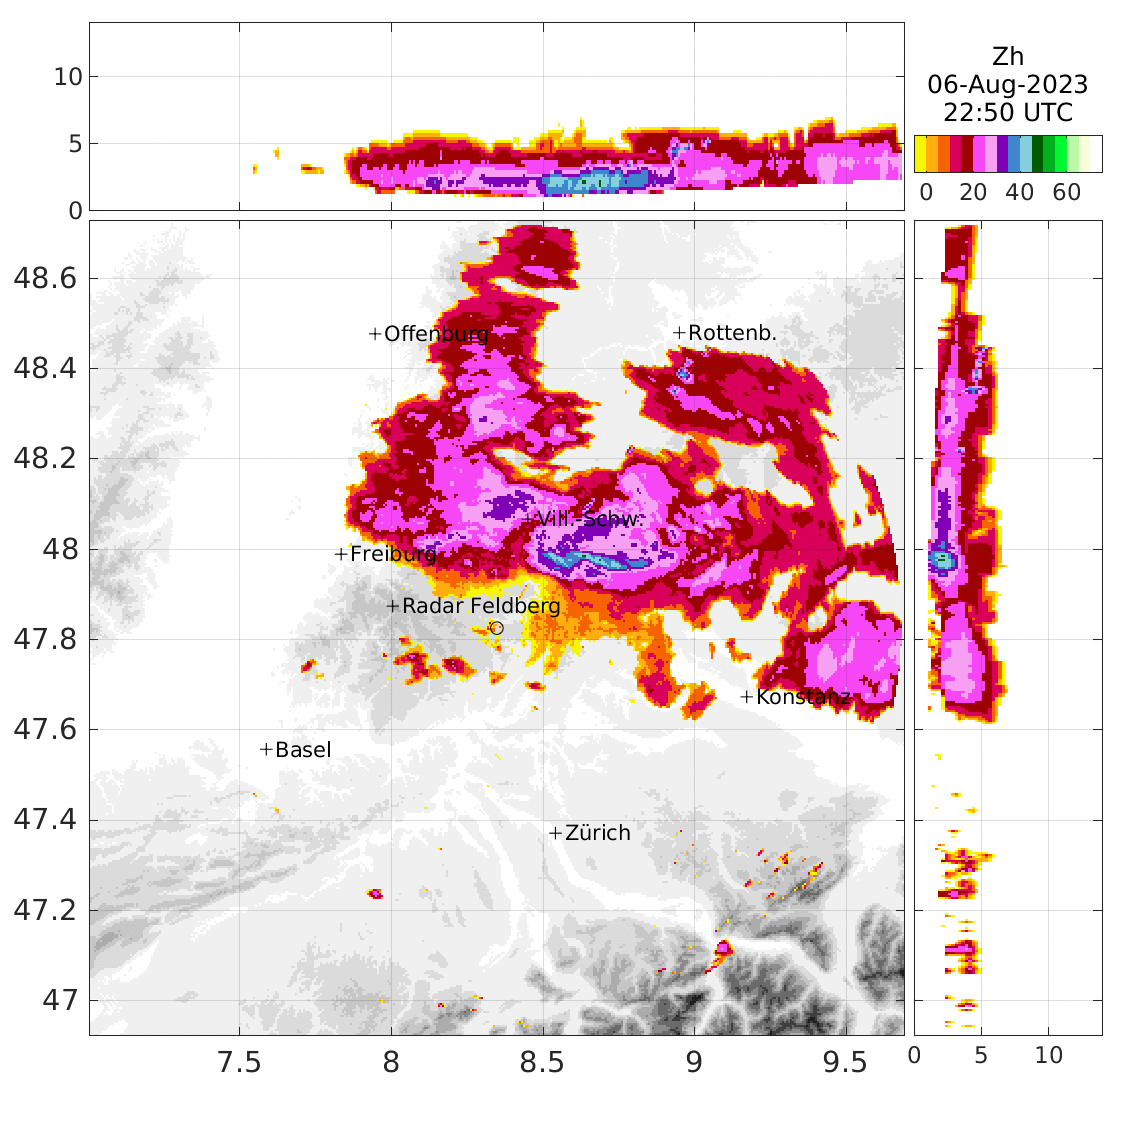 Zh
06-Aug-2023
22:50 UTC
0 20 40 60
10
5
0
48.6
48.4
48.2
48
47.8
47.6
47.4
47.2
47
+Offenburg
+Rottenb.
+Vill.-Schw.
+Freiburg
+Radar Feldberg
+Konstanz
+Basel
+Zürich
7.5 8 8.5 9 9.5
0 5 10